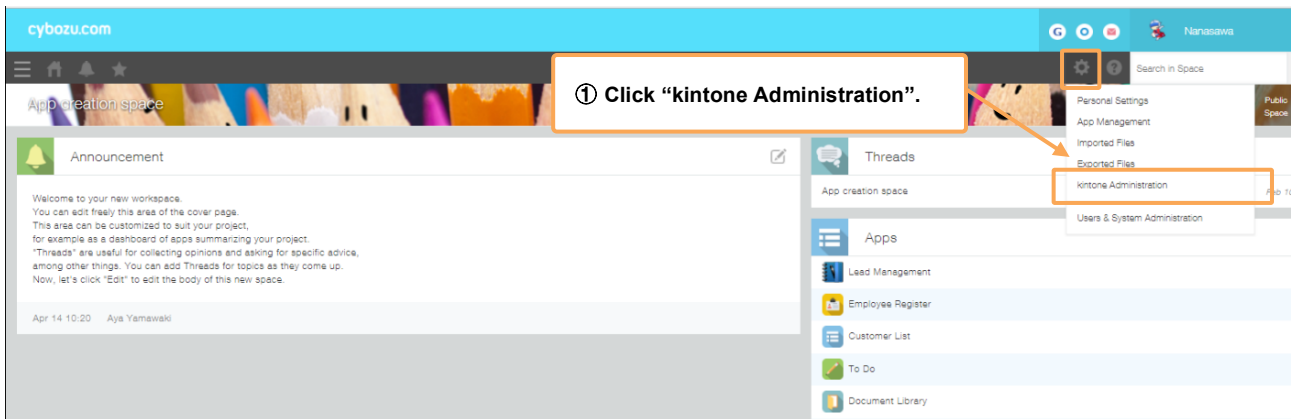 cybozu.com
G
Nanasawa
Search in Space
① Click “kintone Administration”.
App creation space
Public
Space
Personal Settings
App Management
Imported Files
Exported Files
kintone Administration
Users & System Administration
Announcement
Welcome to your new workspace.
You can edit freely this area of the cover page.
This area can be customized to suit your project,
for example as a dashboard of apps summarizing your project.
"Threads" are useful for collecting opinions and asking for specific advice,
among other things. You can add Threads for topics as they come up.
Now, let's click "Edit" to edit the body of this new space.
Apr 14 10:20 Aya Yamawaki
Threads
App creation space
Apps
Lead Management
Employee Register
Customer List
To Do
Document Library